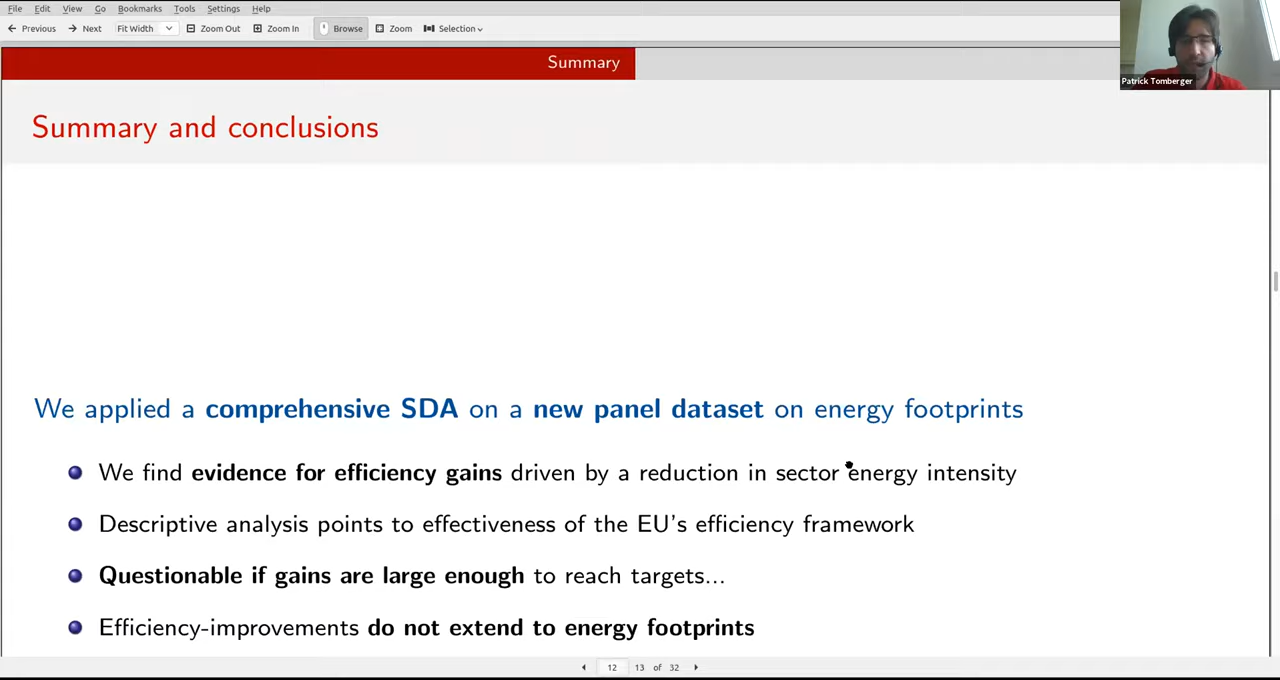 File Edit View Go Bookmarks Tools Settings Help
Previous Next Fit Width Zoom Out Zoom In Browse Zoom Selection
Patrick Tomberger
Summary
Summary and conclusions
We applied a comprehensive SDA on a new panel dataset on energy footprints
We find evidence for efficiency gains driven by a reduction in sector energy intensity
Descriptive analysis points to effectiveness of the EU's efficiency framework
Questionable if gains are large enough to reach targets...
Efficiency-improvements do not extend to energy footprints
12 13 of 32